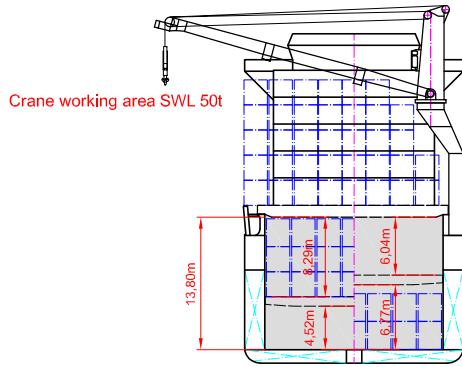 Crane working area SWL 50t
13,80m
8,29m
6,04m
4,52m
6,77m